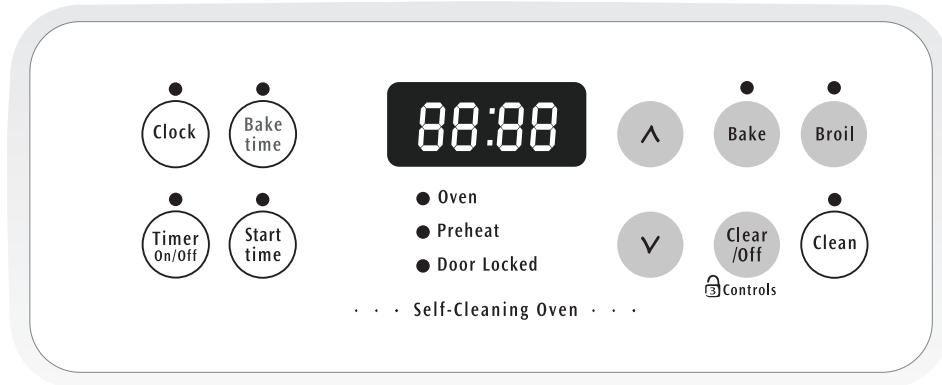 Clock
Bake
time
88:88
Bake
Broil
Oven
Preheat
Door Locked
Timer
On/Off
Start
time
Clear
/Off
Clean
3 Controls
· · · Self-Cleaning Oven · · ·